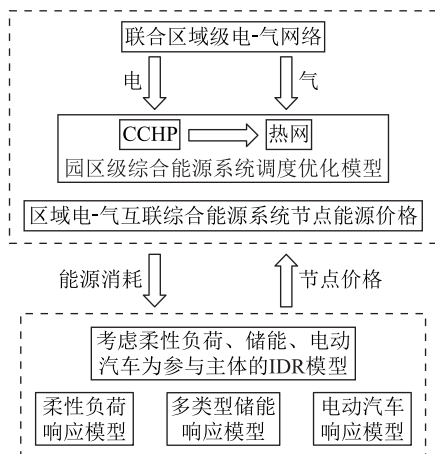 联合区域级电-气网络
电
气
CCHP
热网
园区级综合能源系统调度优化模型
区域电-气互联综合能源系统节点能源价格
能源消耗
节点价格
考虑柔性负荷、储能、电动
汽车为参与主体的IDR模型
柔性负荷
响应模型
多类型储能
响应模型
电动汽车
响应模型